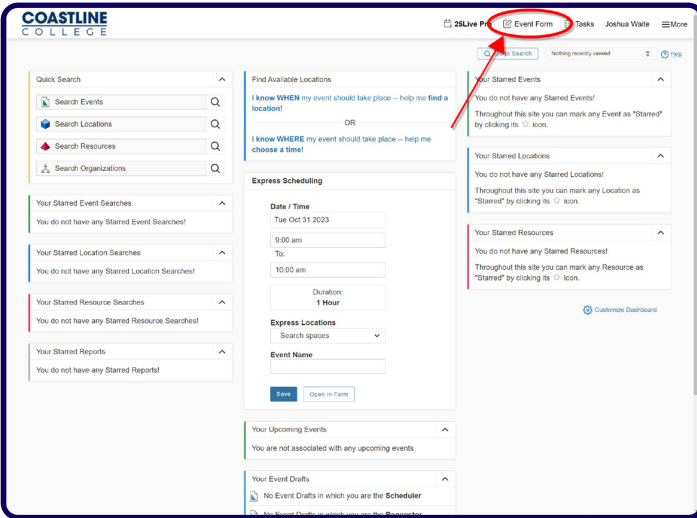 COASTLINE
COLLEGE
25Live Pro
Event Form
Tasks
Joshua Waite
More
to Search
Nothing recently viewed
Help
Quick Search
Search Events
Search Locations
Search Resources
Search Organizations
Your Starred Event Searches
You do not have any Starred Event Searches!
Your Starred Location Searches
You do not have any Starred Location Searches!
Your Starred Resource Searches
You do not have any Starred Resource Searches!
Your Starred Reports
You do not have any Starred Reports!
Find Available Locations
I know WHEN my event should take place -- help me find a
location!
OR
I know WHERE my event should take place -- help me
choose a time!
Express Scheduling
Date / Time
Tue Oct 31 2023
9:00 am
To:
10:00 am
Duration:
1 Hour
Express Locations
Search spaces
Event Name
Save
Open in Form
Your Upcoming Events
You are not associated with any upcoming events
Your Event Drafts
No Event Drafts in which you are the Scheduler
No Event Drafts in which you are the Requestor
Your Starred Events
You do not have any Starred Events!
Throughout this site you can mark any Event as "Starred"
by clicking its icon.
Your Starred Locations
You do not have any Starred Locations!
Throughout this site you can mark any Location as
"Starred" by clicking its icon.
Your Starred Resources
You do not have any Starred Resources!
Throughout this site you can mark any Resource as
"Starred" by clicking its icon.
Customize Dashboard